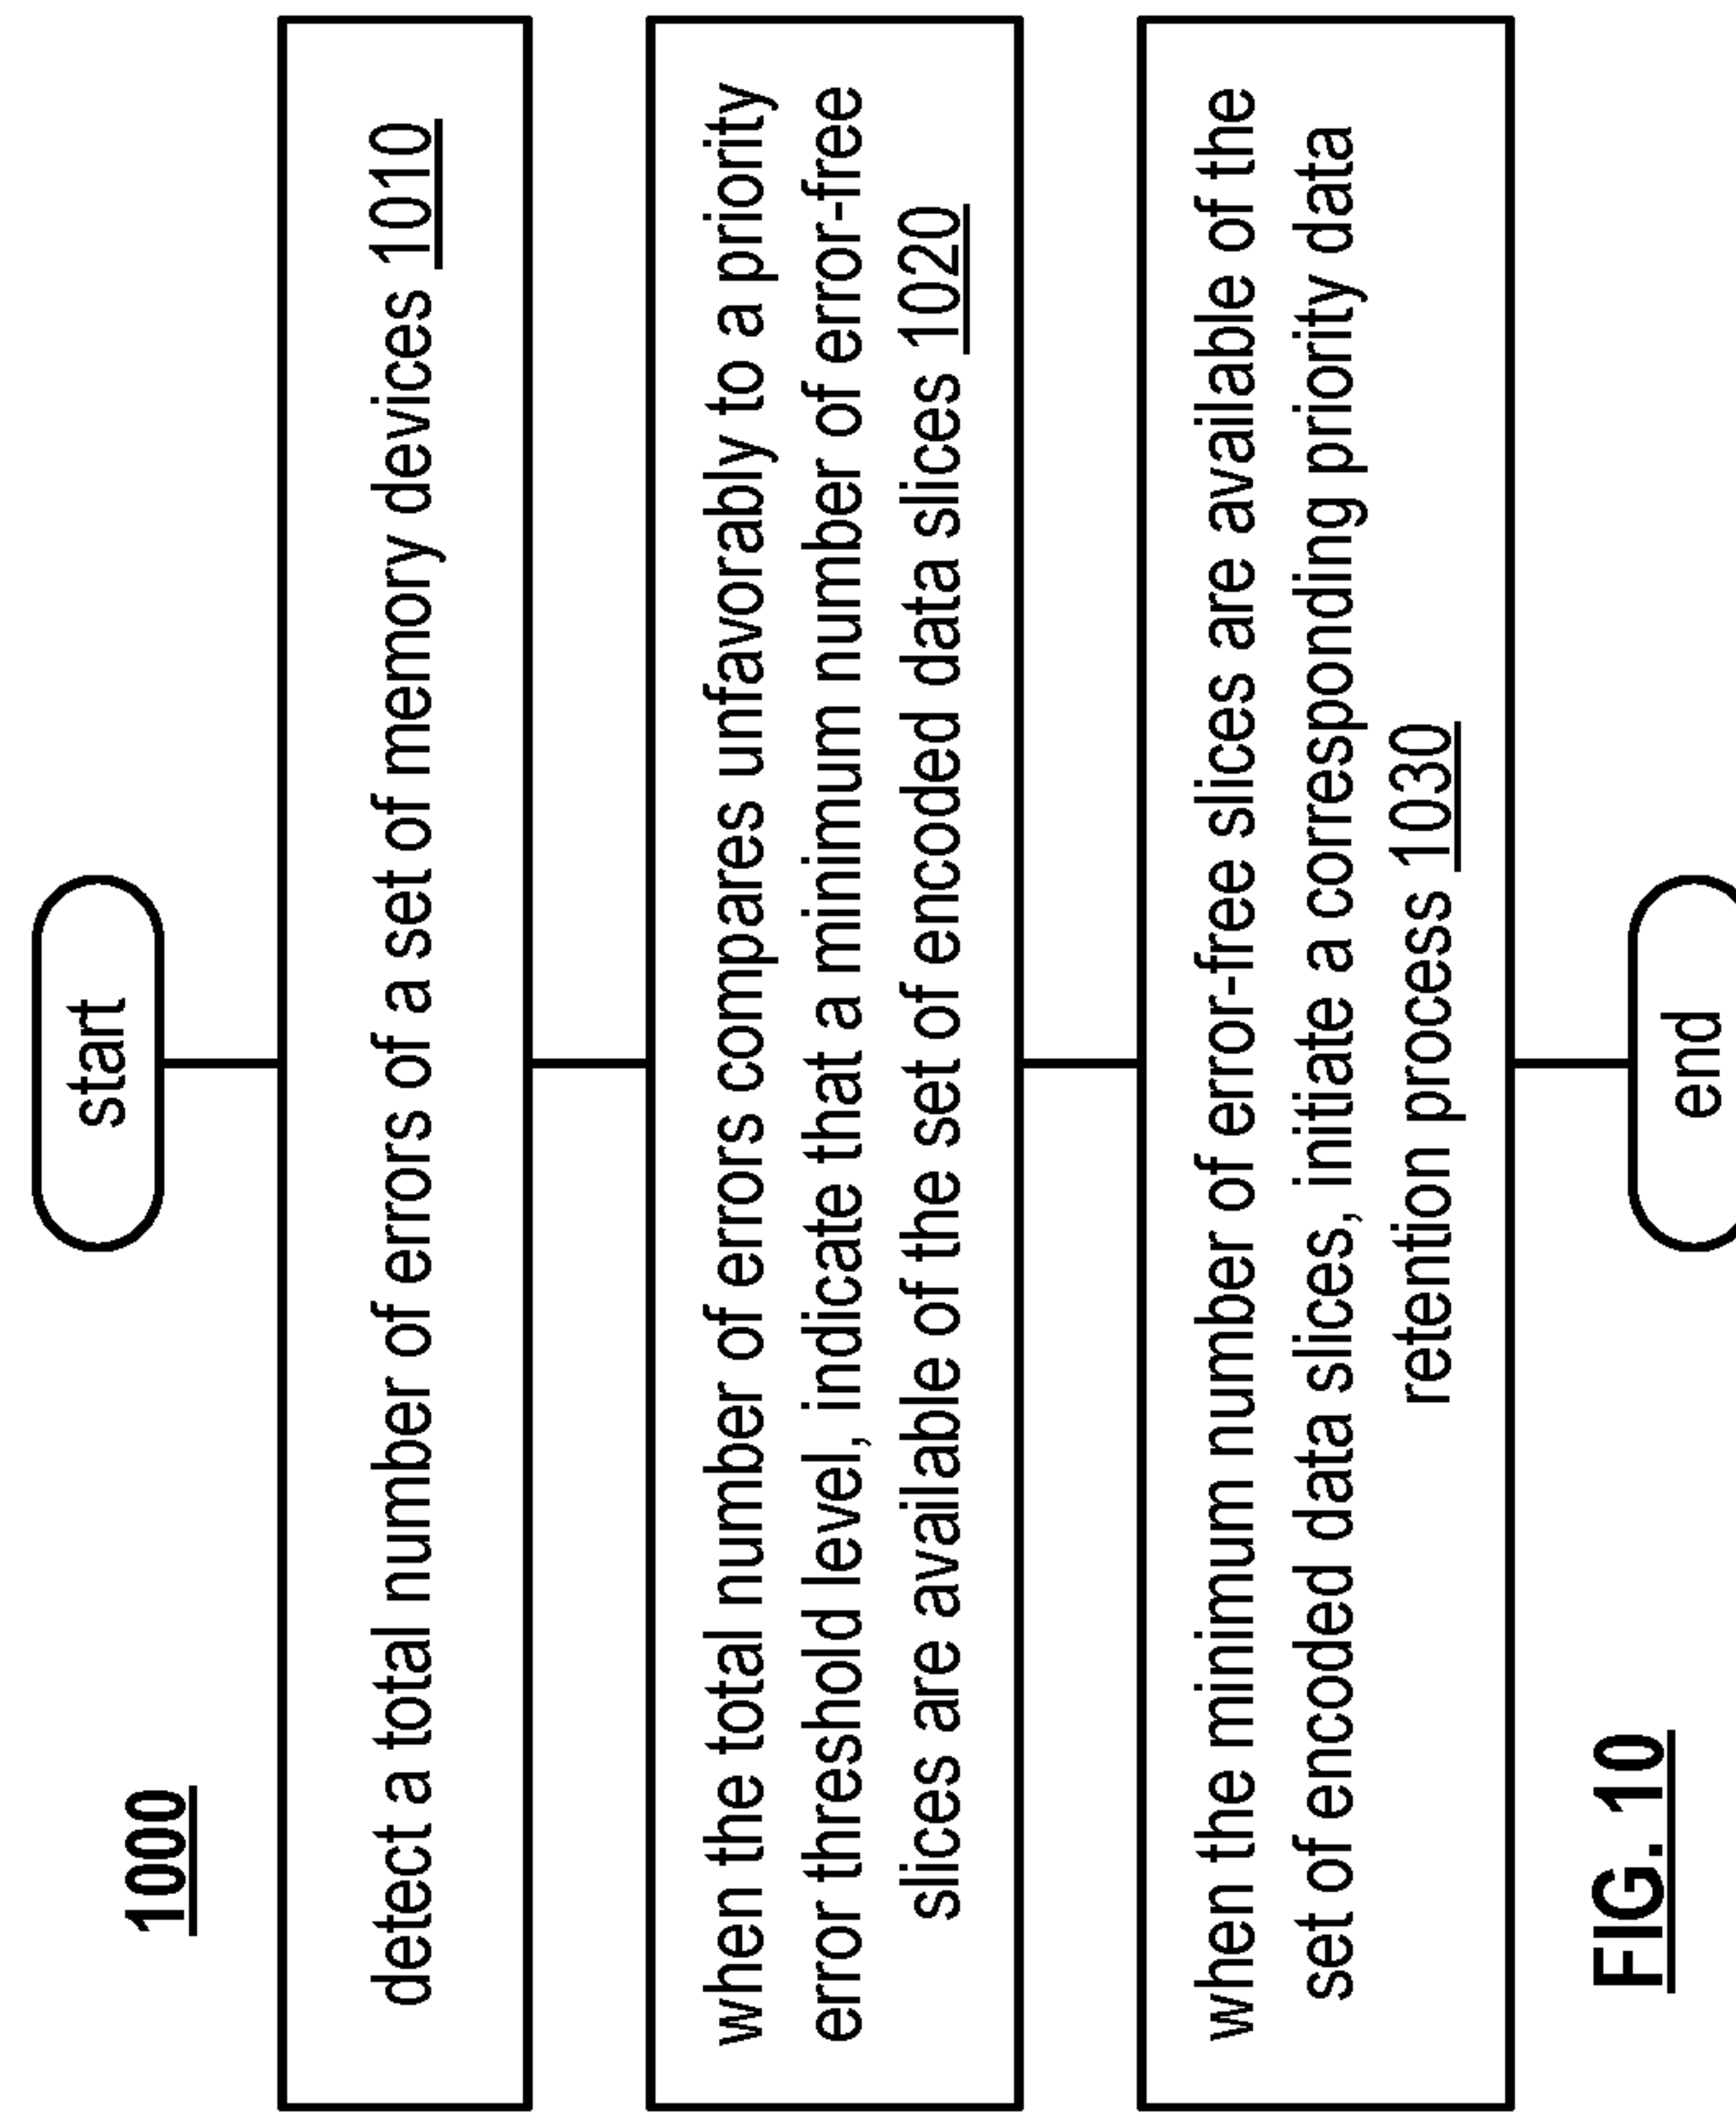 1000
start
detect a total number of errors of a set of memory devices 1010
when the total number of errors compares unfavorably to a priority
error threshold level, indicate that a minimum number of error-free
slices are available of the set of encoded data slices 1020
when the minimum number of error-free slices are available of the
set of encoded data slices, initiate a corresponding priority data
retention process 1030
end
FIG. 10